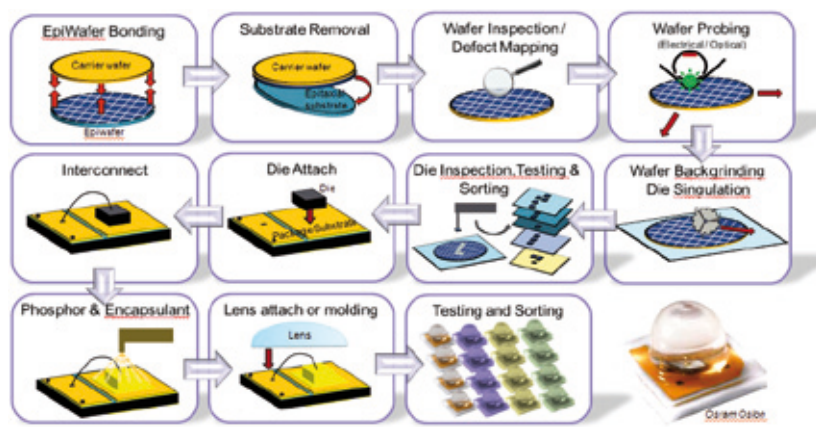 EpiWafer Bonding
Carrier wafer
Epiwafer
Substrate Removal
Carrier wafer
Epitaxial
substrate
Wafer Inspection /
Defect Mapping
Wafer Probing
(Electrical / Optical)
Interconnect
Die Attach
Die
Package Substrate
Die Inspection, Testing &
Sorting
Wafer Backgrinding
Die Singulation
Phosphor & Encapsulant
Lens attach or molding
Lens
Testing and Sorting
Osram Oslon